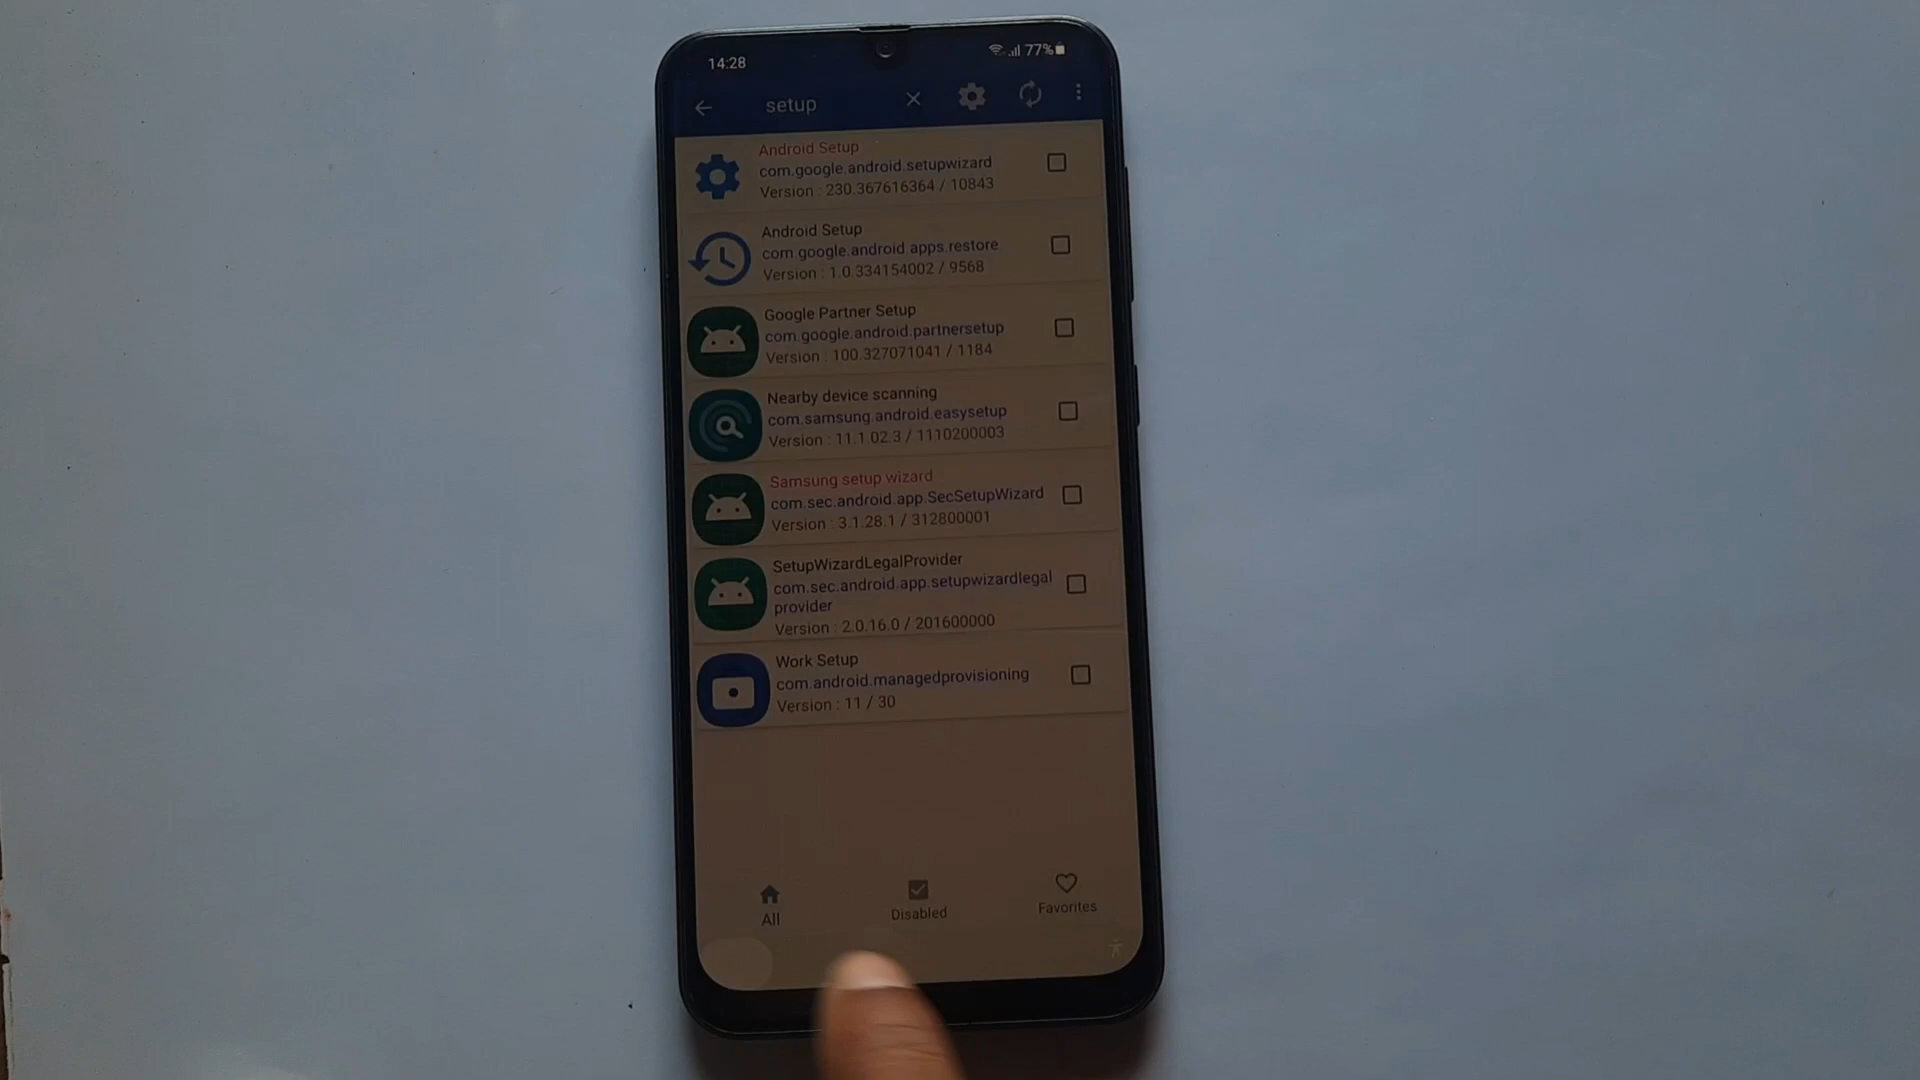 14:28
77%
setup
Android Setup
com.google.android.setupwizard
Version : 230.367616364 / 10843
Android Setup
com.google.android.apps.restore
Version : 1.0.334154002 / 9568
Google Partner Setup
com.google.android.partnersetup
Version : 100.327071041 / 1184
Nearby device scanning
com.samsung.android.easysetup
Version : 11.1.02.3 / 1110200003
Samsung setup wizard
com.sec.android.app.SecSetupWizard
Version : 3.1.28.1 / 312800001
SetupWizardLegalProvider
com.sec.android.app.setupwizardlegal
provider
Version : 2.0.16.0 / 201600000
Work Setup
com.android.managedprovisioning
Version : 11 / 30
All
Disabled
Favorites